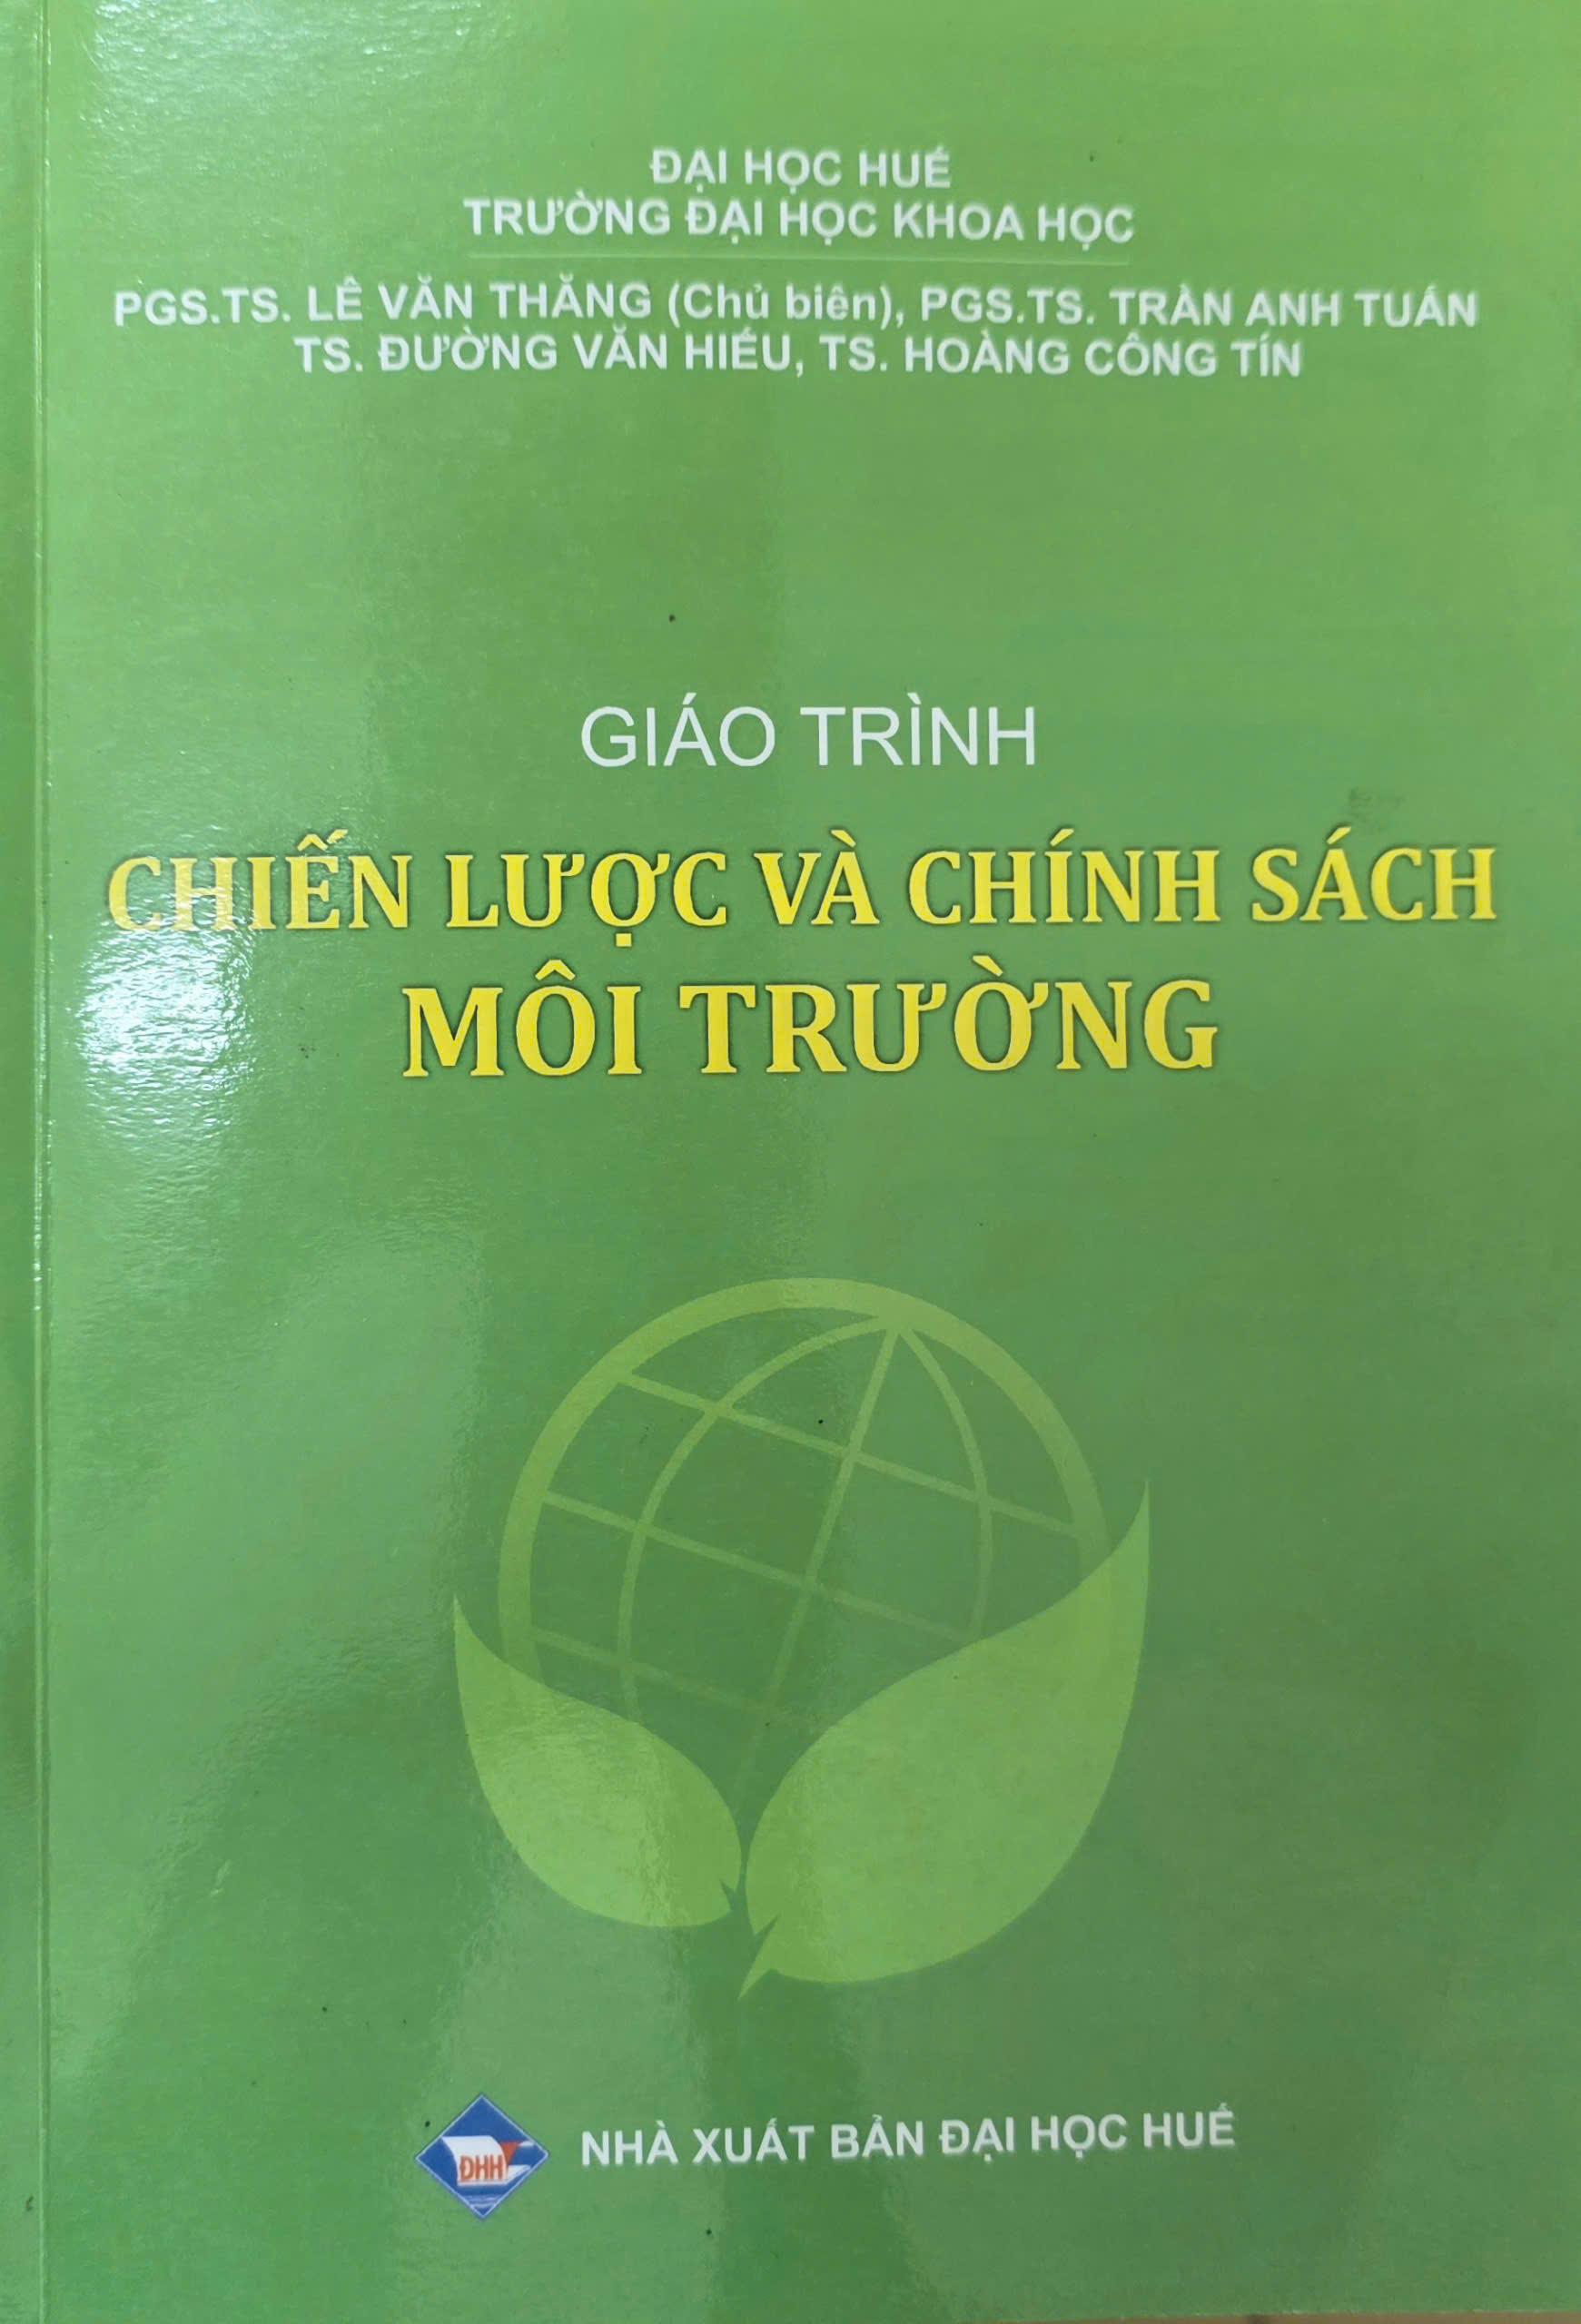 ĐẠI HỌC HUẾ
TRƯỜNG ĐẠI HỌC KHOA HỌC
PGS.TS. LÊ VĂN THĂNG (Chủ biên), PGS.TS. TRẦN ANH TUẤN
TS. ĐƯỜNG VĂN HIẾU, TS. HOÀNG CÔNG TÍN
GIÁO TRÌNH
CHIẾN LƯỢC VÀ CHÍNH SÁCH
MÔI TRƯỜNG
ĐHH
NHÀ XUẤT BẢN ĐẠI HỌC HUẾ